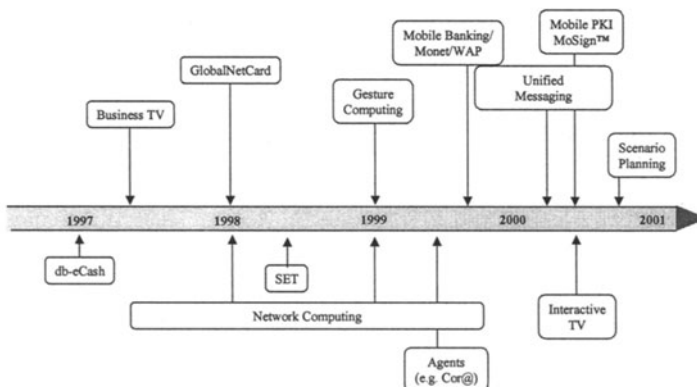 Mobile Banking/
Monet/WAP
Mobile PKI
MoSign™
GlobalNetCard
Gesture
Computing
Unified
Messaging
Business TV
Scenario
Planning
1997
1998
1999
2000
2001
db-eCash
SET
Network Computing
Interactive
TV
Agents
(e.g. Cor@)